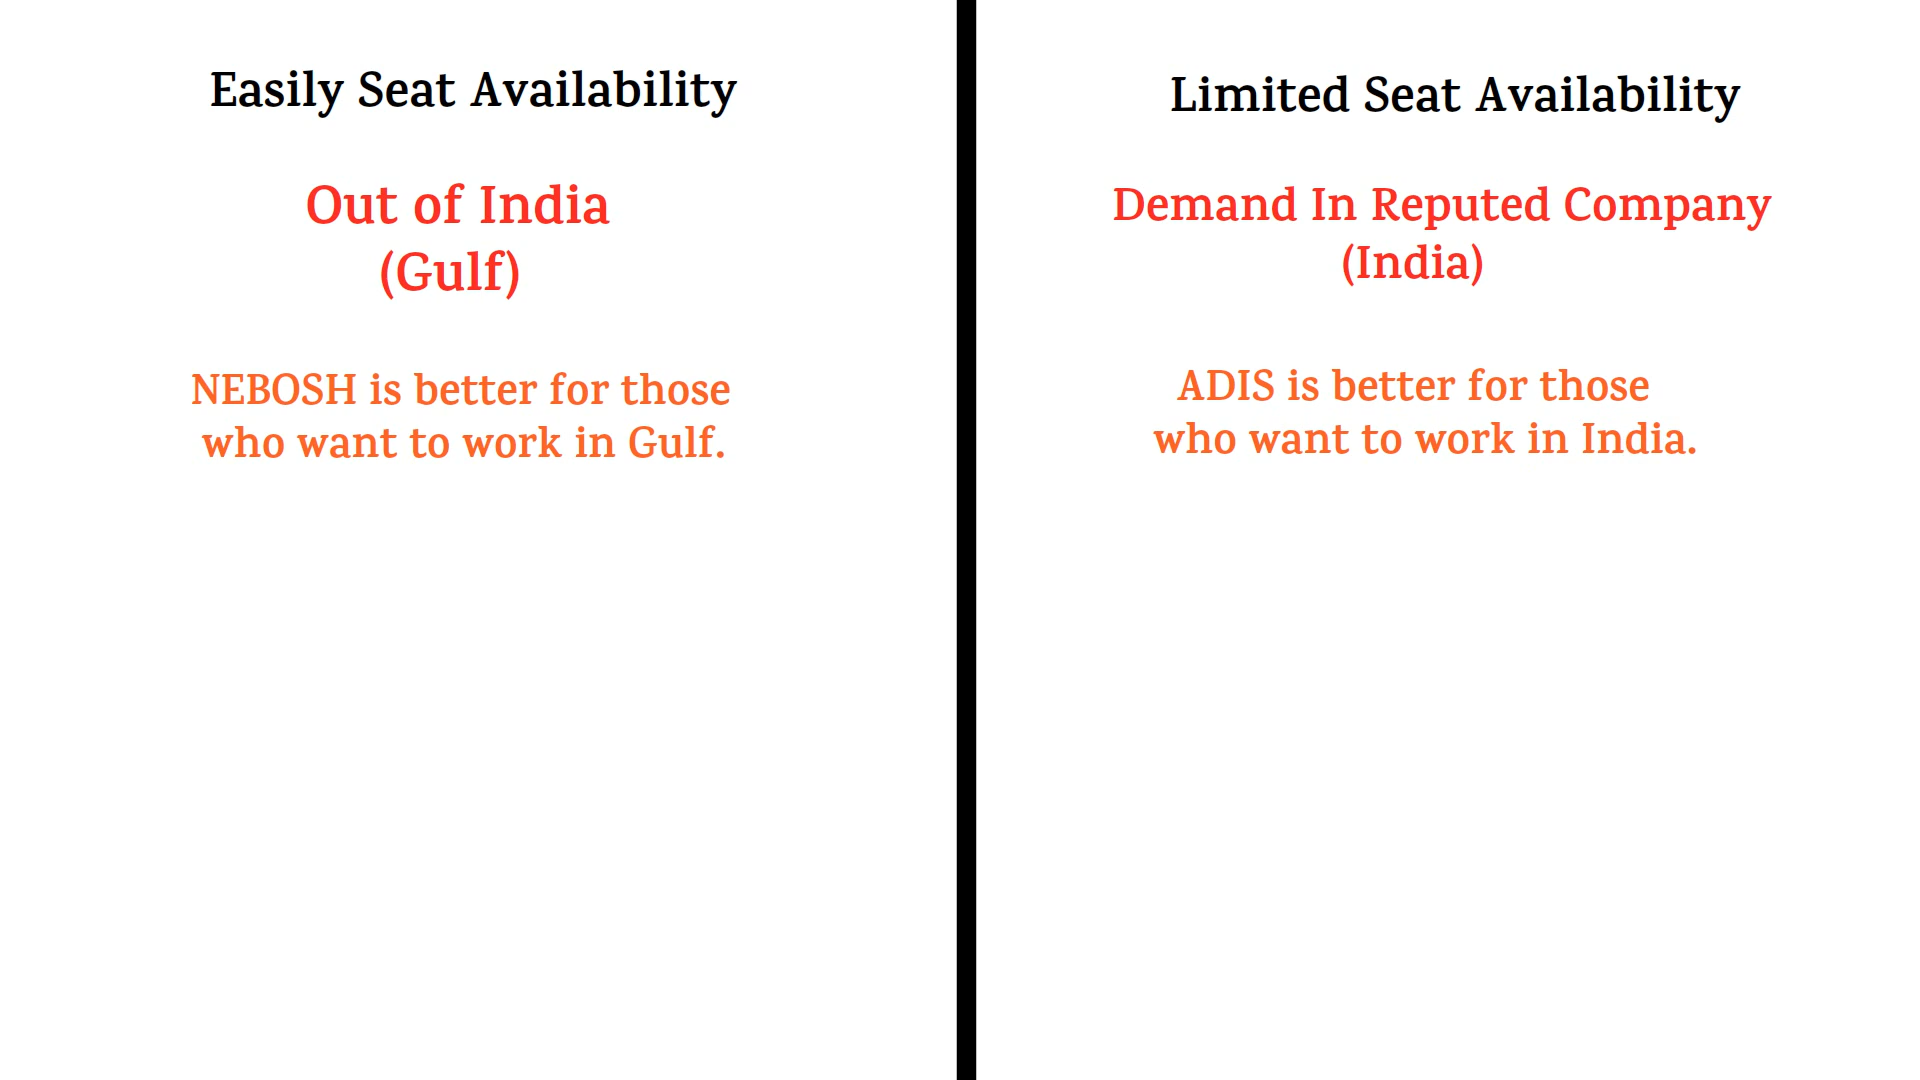 Easily Seat Availability
Out of India
(Gulf)
NEBOSH is better for those
who want to work in Gulf.
Limited Seat Availability
Demand In Reputed Company
(India)
ADIS is better for those
who want to work in India.